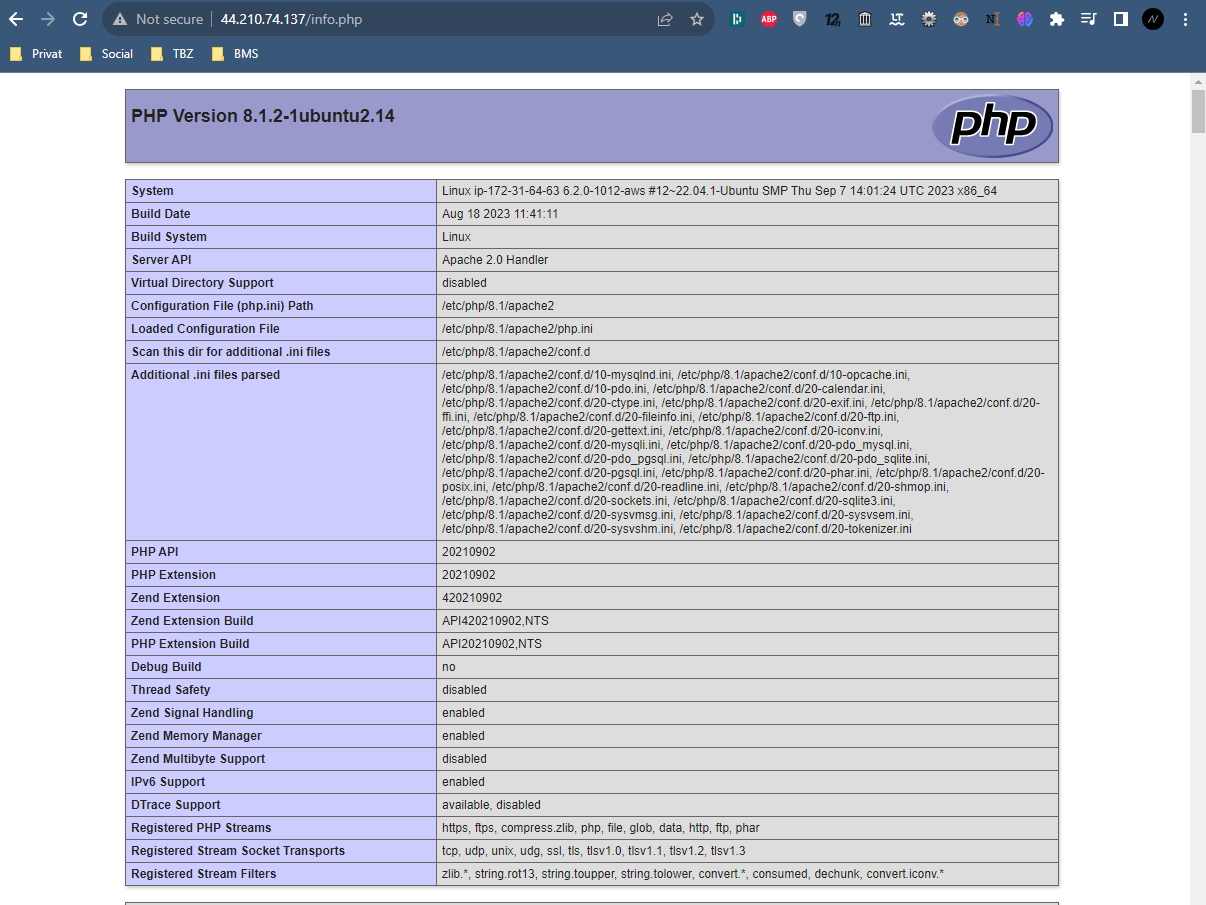 Not secure 44.210.74.137/info.php
ABP
Privat Social TBZ BMS
PHP Version 8.1.2-1ubuntu2.14
php
System Linux ip-172-31-64-63 6.2.0-1012-aws #12~22.04.1-Ubuntu SMP Thu Sep 7 14:01:24 UTC 2023 x86_64
Build Date Aug 18 2023 11:41:11
Build System Linux
Server API Apache 2.0 Handler
Virtual Directory Support disabled
Configuration File (php.ini) Path /etc/php/8.1/apache2
Loaded Configuration File /etc/php/8.1/apache2/php.ini
Scan this dir for additional .ini files /etc/php/8.1/apache2/conf.d
Additional .ini files parsed /etc/php/8.1/apache2/conf.d/10-mysqlnd.ini, /etc/php/8.1/apache2/conf.d/10-opcache.ini,
/etc/php/8.1/apache2/conf.d/10-pdo.ini, /etc/php/8.1/apache2/conf.d/20-calendar.ini,
/etc/php/8.1/apache2/conf.d/20-ctype.ini, /etc/php/8.1/apache2/conf.d/20-exif.ini, /etc/php/8.1/apache2/conf.d/20-
ffi.ini, /etc/php/8.1/apache2/conf.d/20-fileinfo.ini, /etc/php/8.1/apache2/conf.d/20-ftp.ini,
/etc/php/8.1/apache2/conf.d/20-gettext.ini, /etc/php/8.1/apache2/conf.d/20-iconv.ini,
/etc/php/8.1/apache2/conf.d/20-mysqli.ini, /etc/php/8.1/apache2/conf.d/20-pdo_mysql.ini,
/etc/php/8.1/apache2/conf.d/20-pdo_pgsql.ini, /etc/php/8.1/apache2/conf.d/20-pdo_sqlite.ini,
/etc/php/8.1/apache2/conf.d/20-pgsql.ini, /etc/php/8.1/apache2/conf.d/20-phar.ini, /etc/php/8.1/apache2/conf.d/20-
posix.ini, /etc/php/8.1/apache2/conf.d/20-readline.ini, /etc/php/8.1/apache2/conf.d/20-shmop.ini,
/etc/php/8.1/apache2/conf.d/20-sockets.ini, /etc/php/8.1/apache2/conf.d/20-sqlite3.ini,
/etc/php/8.1/apache2/conf.d/20-sysvmsg.ini, /etc/php/8.1/apache2/conf.d/20-sysvsem.ini,
/etc/php/8.1/apache2/conf.d/20-sysvshm.ini, /etc/php/8.1/apache2/conf.d/20-tokenizer.ini
PHP API 20210902
PHP Extension 20210902
Zend Extension 420210902
Zend Extension Build API420210902,NTS
PHP Extension Build API20210902,NTS
Debug Build no
Thread Safety disabled
Zend Signal Handling enabled
Zend Memory Manager enabled
Zend Multibyte Support disabled
IPv6 Support enabled
DTrace Support available, disabled
Registered PHP Streams https, ftps, compress.zlib, php, file, glob, data, http, ftp, phar
Registered Stream Socket Transports tcp, udp, unix, udg, ssl, tls, tlsv1.0, tlsv1.1, tlsv1.2, tlsv1.3
Registered Stream Filters zlib.*, string.rot13, string.toupper, string.tolower, convert.*, consumed, dechunk, convert.iconv.*